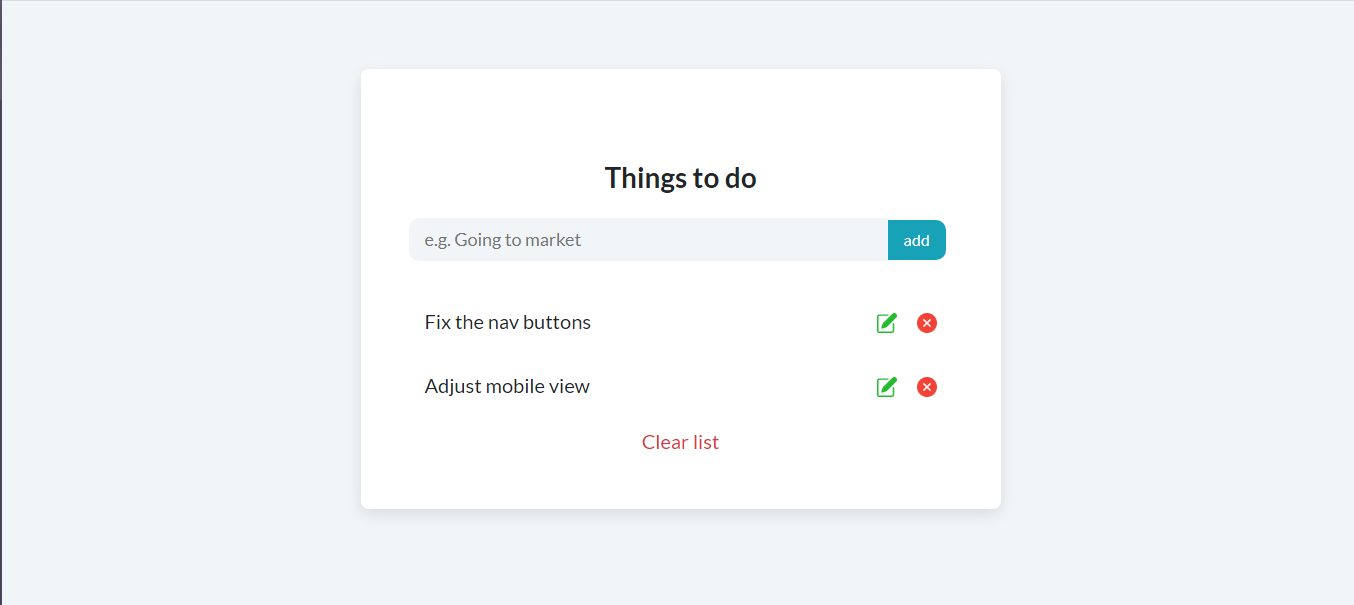 Things to do
e.g. Going to market
add
Fix the nav buttons
Adjust mobile view
Clear list